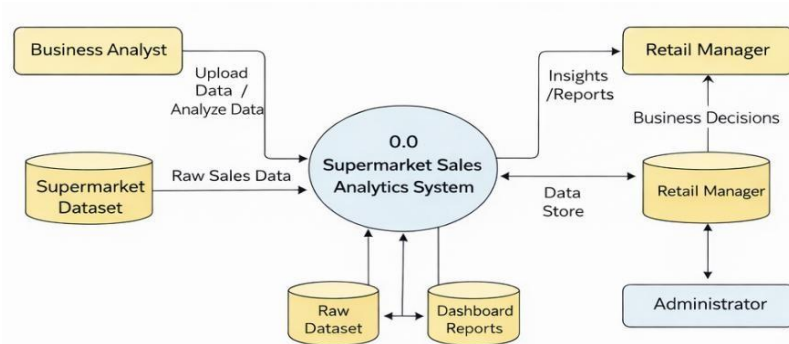 Business Analyst
Retail Manager
Upload
Data /
Analyze Data
Insights
/Reports
Business Decisions
0.0
Supermarket Sales
Analytics System
Supermarket
Dataset
Raw Sales Data
Data
Store
Retail Manager
Raw
Dataset
Dashboard
Reports
Administrator